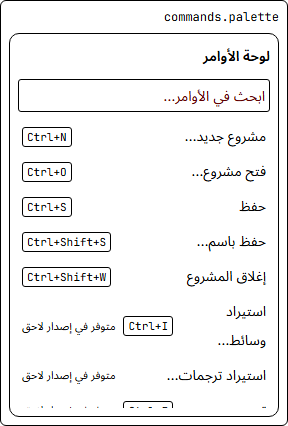 commands.palette
لوحة الأوامر
ابحث في الأوامر...
مشروع جديد... Ctrl+N
فتح مشروع... Ctrl+O
حفظ Ctrl+S
حفظ باسم... Ctrl+Shift+S
إغلاق المشروع Ctrl+Shift+W
استيراد
وسائط... Ctrl+I متوفر في إصدار لاحق
استيراد ترجمات... متوفر في إصدار لاحق